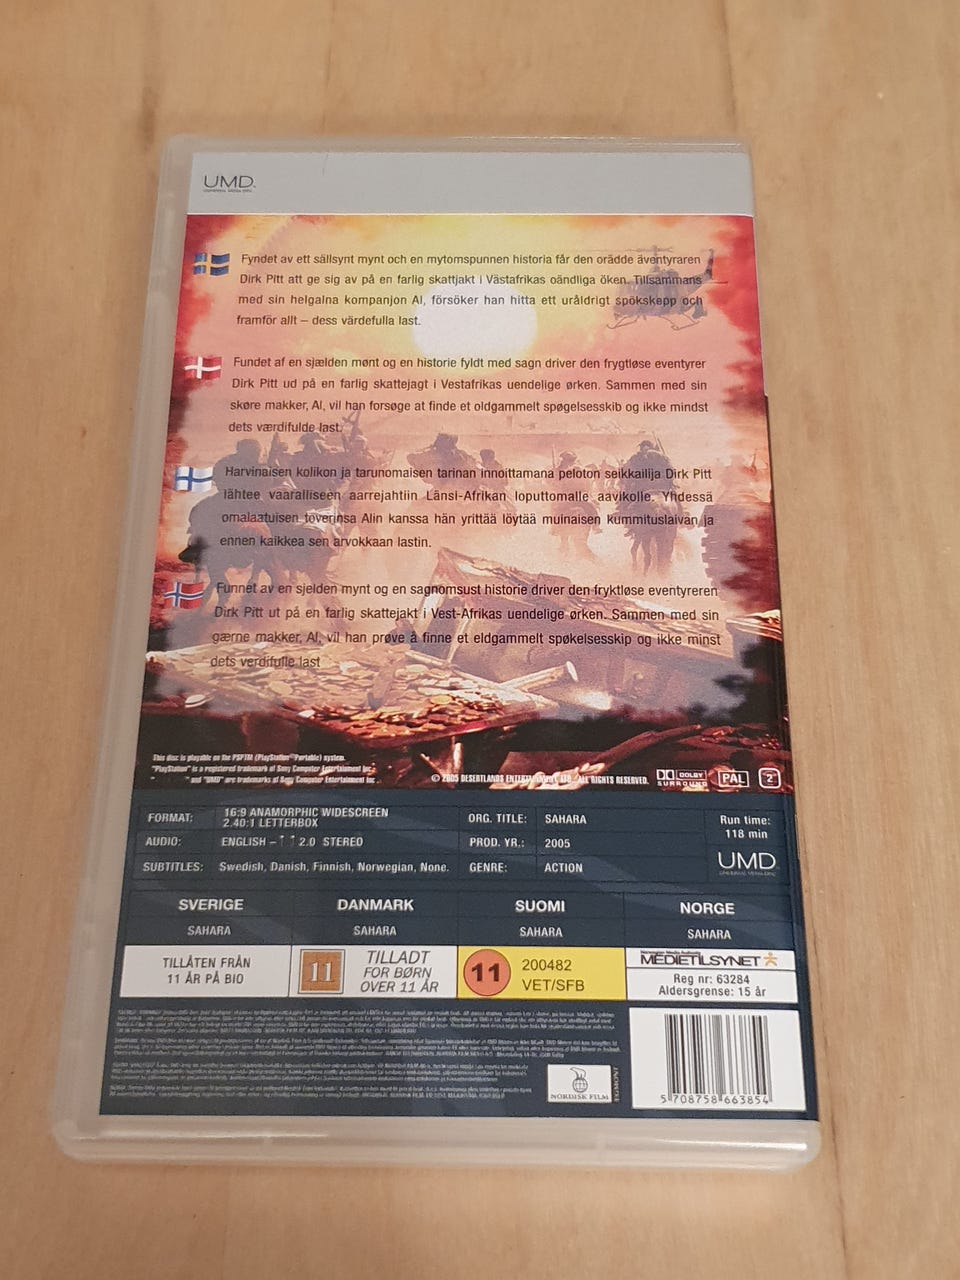 UMD
Fyndet av ett sällsynt mynt och en mytomspunnen historia får den orädde äventyraren
Dirk Pitt att ge sig av på en farlig skattjakt i Västafrikas oändliga öken. Tillsammans
med sin helgalna kompanjon Al, försöker han hitta ett uråldrigt spökskepp och
framför allt – dess värdefulla last.
Fundet af en sjælden mønt og en historie fyldt med sagn driver den frygtløse eventyrer
Dirk Pitt ud på en farlig skattejagt i Vestafrikas uendelige ørken. Sammen med sin
skøre makker, Al, vil han forsøge at finde et oldgammelt spøgelsesskib og ikke mindst
dets værdifulde last.
Harvinaisen kolikon ja tarunomaisen tarinan innoittamana peloton seikkailija Dirk Pitt
lähtee vaaralliseen aarrejahtiin Länsi-Afrikan loputtomalle aavikolle. Yhdessä
omalaatuisen toverinsa Alin kanssa hän yrittää löytää muinaisen kummituslaivan ja
ennen kaikkea sen arvokkaan lastin.
Funnet av en sjelden mynt og en sagnomsust historie driver den fryktløse eventyreren
Dirk Pitt ut på en farlig skattejakt i Vest-Afrikas uendelige ørken. Sammen med sin
gærne makker, Al, vil han prøve å finne et eldgammelt spøkelsesskip og ikke minst
dets verdifulle last
This disc is playable on the PSPTM (PlayStation® Portable) system.
"PlayStation" is a registered trademark of Sony Computer Entertainment Inc.
" " and "UMD" are trademarks of Sony Computer Entertainment Inc.
© 2005 DESERTLANDS ENTERTAINMENT, LTD. ALL RIGHTS RESERVED.
DOLBY SURROUND
PAL
2
FORMAT: 16:9 ANAMORPHIC WIDESCREEN
2.40:1 LETTERBOX
ORG. TITLE: SAHARA
Run time:
118 min
AUDIO: ENGLISH – 2.0 STEREO
PROD. YR.: 2005
SUBTITLES: Swedish, Danish, Finnish, Norwegian, None.
GENRE: ACTION
UMD
SVERIGE DANMARK SUOMI NORGE
SAHARA SAHARA SAHARA SAHARA
TILLÅTEN FRÅN
11 ÅR PÅ BIO
11
TILLADT
FOR BØRN
OVER 11 ÅR
11
200482
VET/SFB
MEDIETILSYNET
Reg nr: 63284
Aldersgrense: 15 år
NORDISK FILM
EGMONT
5 708758 663854